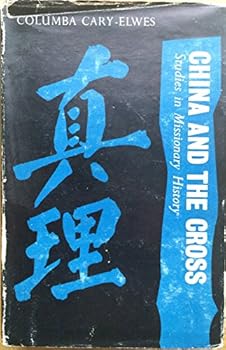 COLUMBA CARY-ELWES
CHINA AND THE CROSS
Studies in Missionary History
真
理